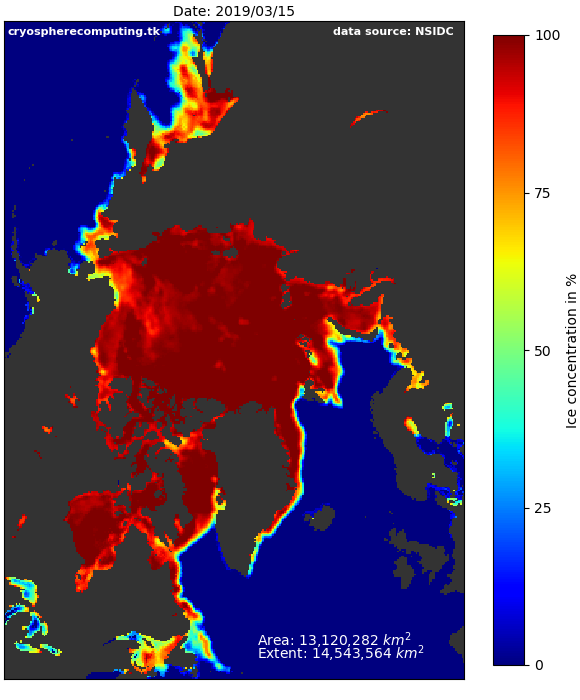 Date: 2019/03/15
cryospherecomputing.tk
data source: NSIDC
100
75
50
25
0
Ice concentration in %
Area: 13,120,282 km²
Extent: 14,543,564 km²